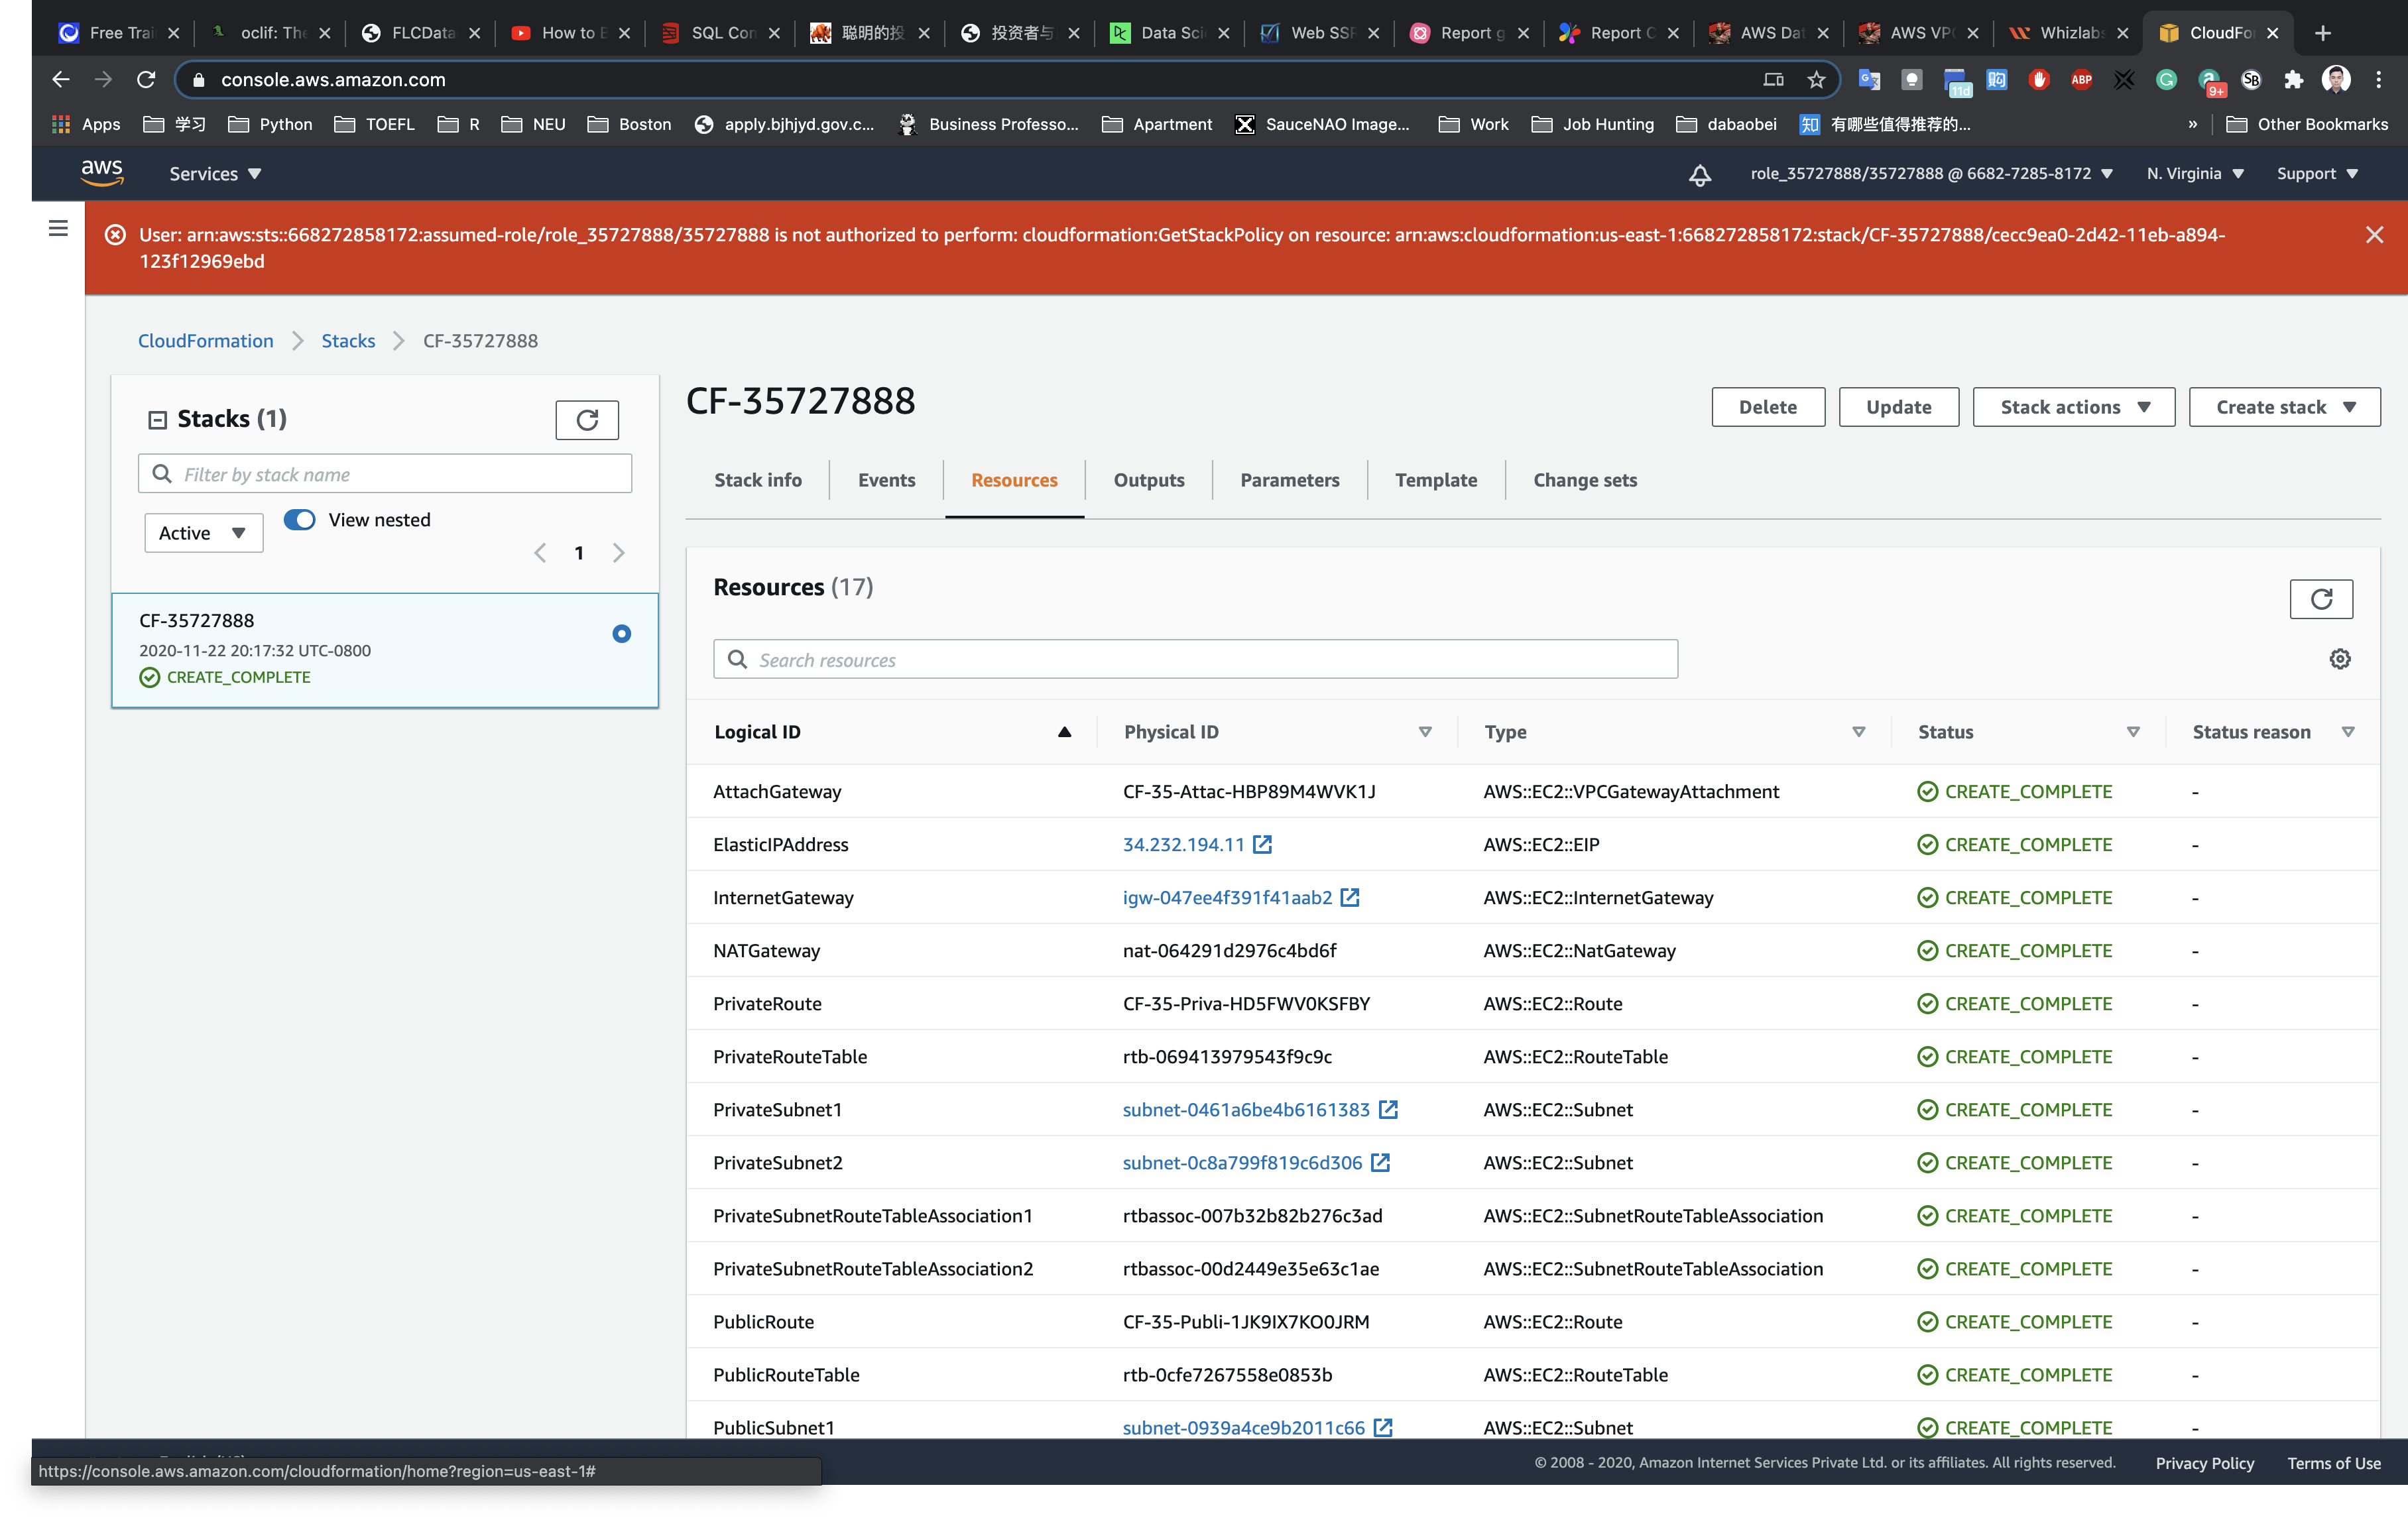 Free Trai
oclif: The
FLCData
How to E
SQL Con
聪明的投
投资者与
Data Sci
Web SSR
Report g
Report C
AWS Dat
AWS VPC
Whizlabs
CloudFor
console.aws.amazon.com
11d
购
ABP
9+
SB
Apps
学习
Python
TOEFL
R
NEU
Boston
apply.bjhjyd.gov.c...
Business Professo...
Apartment
SauceNAO Image...
Work
Job Hunting
dabaobei
知 有哪些值得推荐的...
»
Other Bookmarks
aws
Services
role_35727888/35727888 @ 6682-7285-8172
N. Virginia
Support
User: arn:aws:sts::668272858172:assumed-role/role_35727888/35727888 is not authorized to perform: cloudformation:GetStackPolicy on resource: arn:aws:cloudformation:us-east-1:668272858172:stack/CF-35727888/cecc9ea0-2d42-11eb-a894-
123f12969ebd
CloudFormation > Stacks > CF-35727888
Stacks (1)
Filter by stack name
Active
View nested
1
CF-35727888
2020-11-22 20:17:32 UTC-0800
CREATE_COMPLETE
CF-35727888
Delete
Update
Stack actions
Create stack
Stack info
Events
Resources
Outputs
Parameters
Template
Change sets
Resources (17)
Search resources
Logical ID Physical ID Type Status Status reason
AttachGateway CF-35-Attac-HBP89M4WVK1J AWS::EC2::VPCGatewayAttachment CREATE_COMPLETE -
ElasticIPAddress 34.232.194.11 AWS::EC2::EIP CREATE_COMPLETE -
InternetGateway igw-047ee4f391f41aab2 AWS::EC2::InternetGateway CREATE_COMPLETE -
NATGateway nat-064291d2976c4bd6f AWS::EC2::NatGateway CREATE_COMPLETE -
PrivateRoute CF-35-Priva-HD5FWV0KSFBY AWS::EC2::Route CREATE_COMPLETE -
PrivateRouteTable rtb-069413979543f9c9c AWS::EC2::RouteTable CREATE_COMPLETE -
PrivateSubnet1 subnet-0461a6be4b6161383 AWS::EC2::Subnet CREATE_COMPLETE -
PrivateSubnet2 subnet-0c8a799f819c6d306 AWS::EC2::Subnet CREATE_COMPLETE -
PrivateSubnetRouteTableAssociation1 rtbassoc-007b32b82b276c3ad AWS::EC2::SubnetRouteTableAssociation CREATE_COMPLETE -
PrivateSubnetRouteTableAssociation2 rtbassoc-00d2449e35e63c1ae AWS::EC2::SubnetRouteTableAssociation CREATE_COMPLETE -
PublicRoute CF-35-Publi-1JK9IX7KO0JRM AWS::EC2::Route CREATE_COMPLETE -
PublicRouteTable rtb-0cfe7267558e0853b AWS::EC2::RouteTable CREATE_COMPLETE -
PublicSubnet1 subnet-0939a4ce9b2011c66 AWS::EC2::Subnet CREATE_COMPLETE -
https://console.aws.amazon.com/cloudformation/home?region=us-east-1#
© 2008 - 2020, Amazon Internet Services Private Ltd. or its affiliates. All rights reserved.
Privacy Policy
Terms of Use